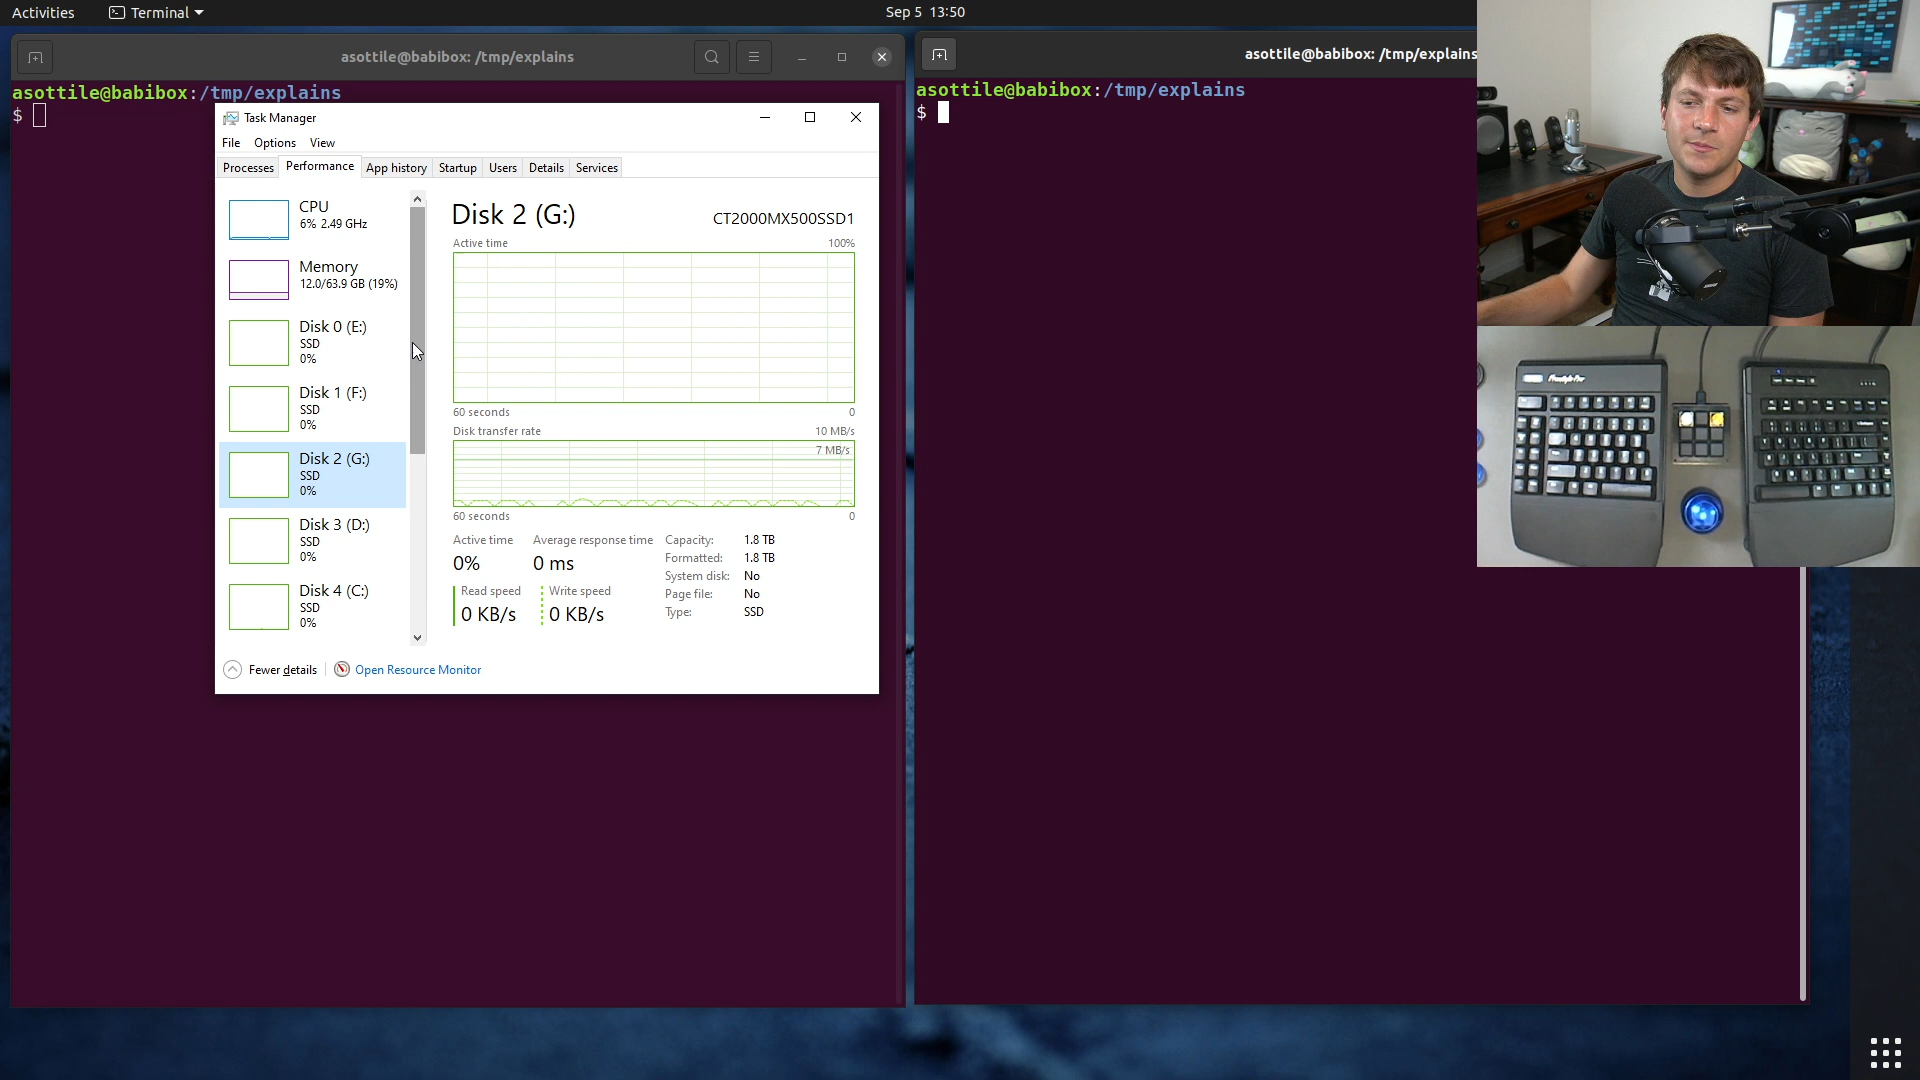 Activities
Terminal
Sep 5 13:50
asottile@babibox: /tmp/explains
asottile@babibox:/tmp/explains
$
Task Manager
File Options View
Processes Performance App history Startup Users Details Services
CPU
6% 2.49 GHz
Memory
12.0/63.9 GB (19%)
Disk 0 (E:)
SSD
0%
Disk 1 (F:)
SSD
0%
Disk 2 (G:)
SSD
0%
Disk 3 (D:)
SSD
0%
Disk 4 (C:)
SSD
0%
Disk 2 (G:)
CT2000MX500SSD1
Active time 100%
60 seconds 0
Disk transfer rate 10 MB/s
7 MB/s
60 seconds 0
Active time
0%
Average response time
0 ms
Read speed
0 KB/s
Write speed
0 KB/s
Capacity: 1.8 TB
Formatted: 1.8 TB
System disk: No
Page file: No
Type: SSD
Fewer details
Open Resource Monitor
asottile@babibox: /tmp/explains
asottile@babibox:/tmp/explains
$